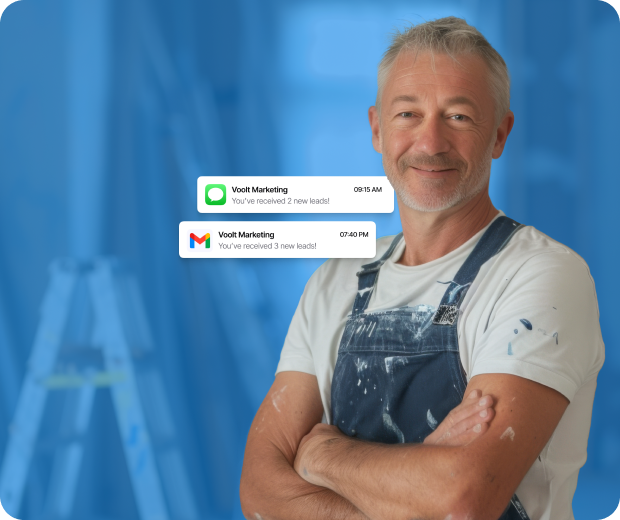 Voolt Marketing 09:15 AM
You've received 2 new leads!
Voolt Marketing 07:40 PM
You've received 3 new leads!